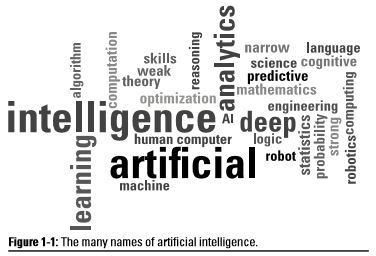 algorithm
computation
skills
weak
theory
reasoning
analytics
narrow
language
science
cognitive
predictive
mathematics
optimization
engineering
intelligence
AI
deep
human computer
logic
statistics
probability
strong
robotics
computing
learning
artificial
robot
machine
Figure 1-1: The many names of artificial intelligence.